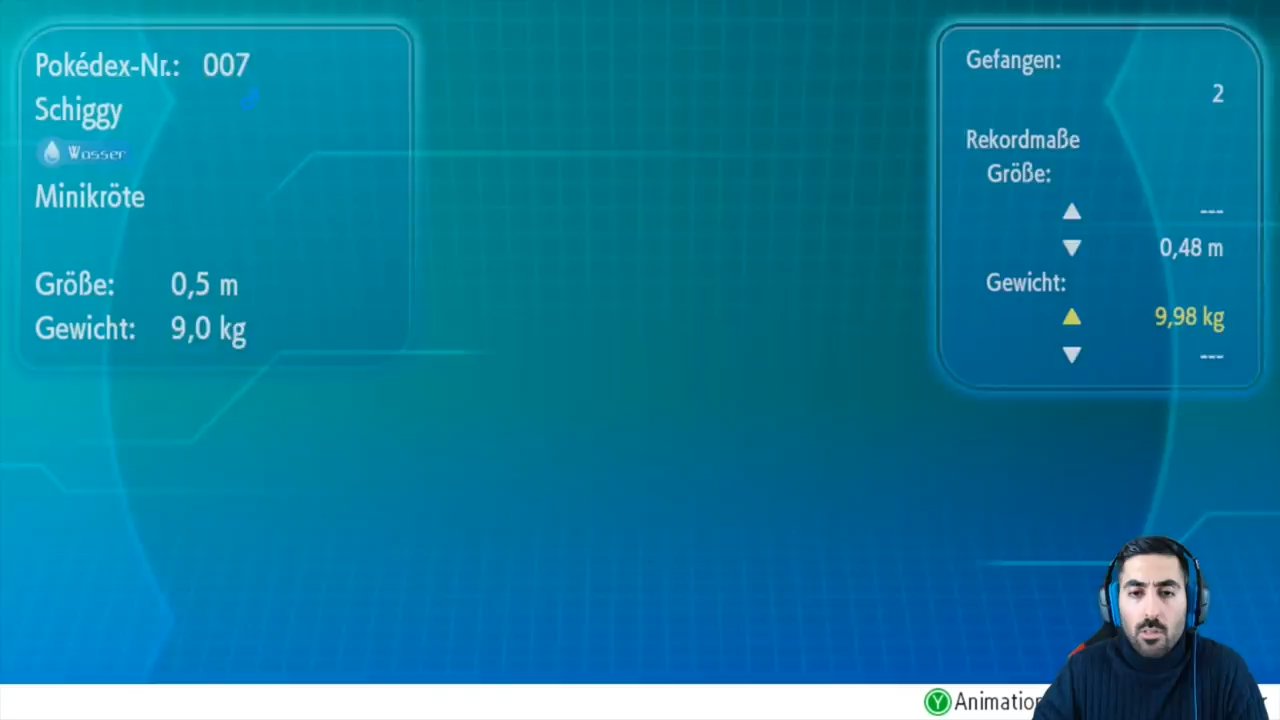 Pokédex-Nr.: 007
Schiggy
Wasser
Minikröte
Größe: 0,5 m
Gewicht: 9,0 kg
Gefangen:
2
Rekordmaße
Größe:
▲ ---
▼ 0,48 m
Gewicht:
▲ 9,98 kg
▼ ---
Y